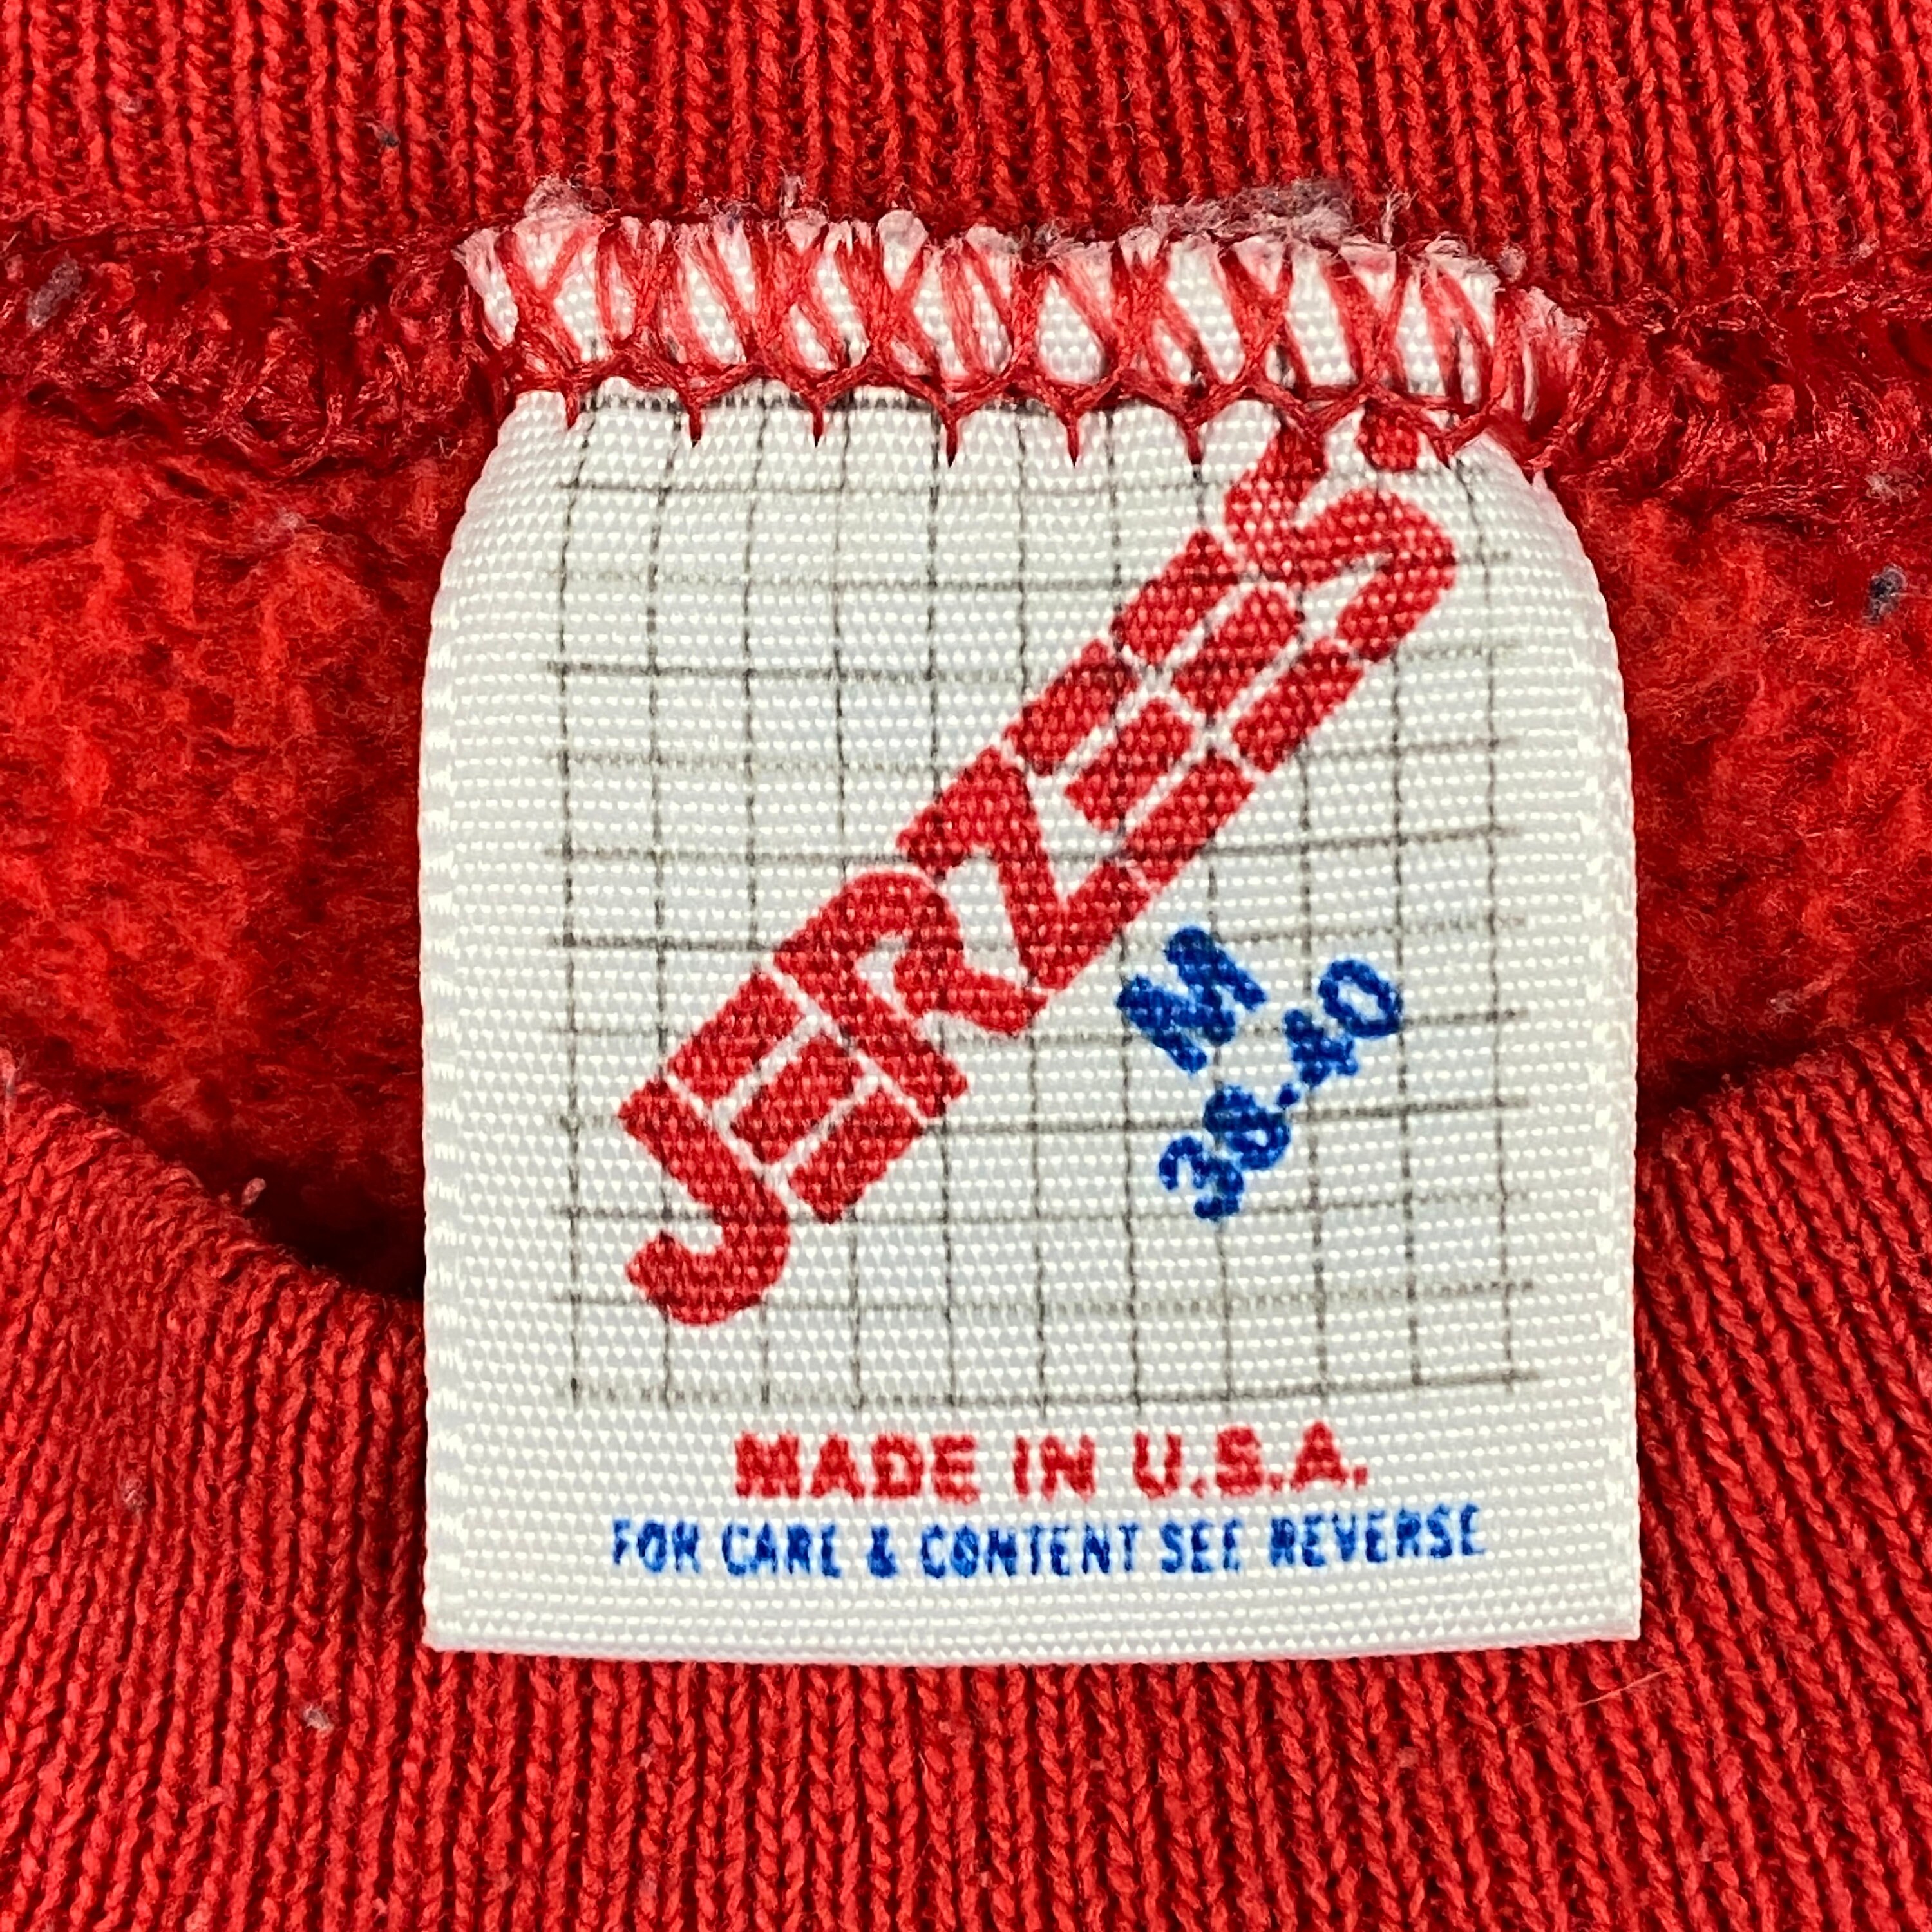 JERZEES
M
38-40
MADE IN U.S.A.
FOR CARE & CONTENT SEE REVERSE